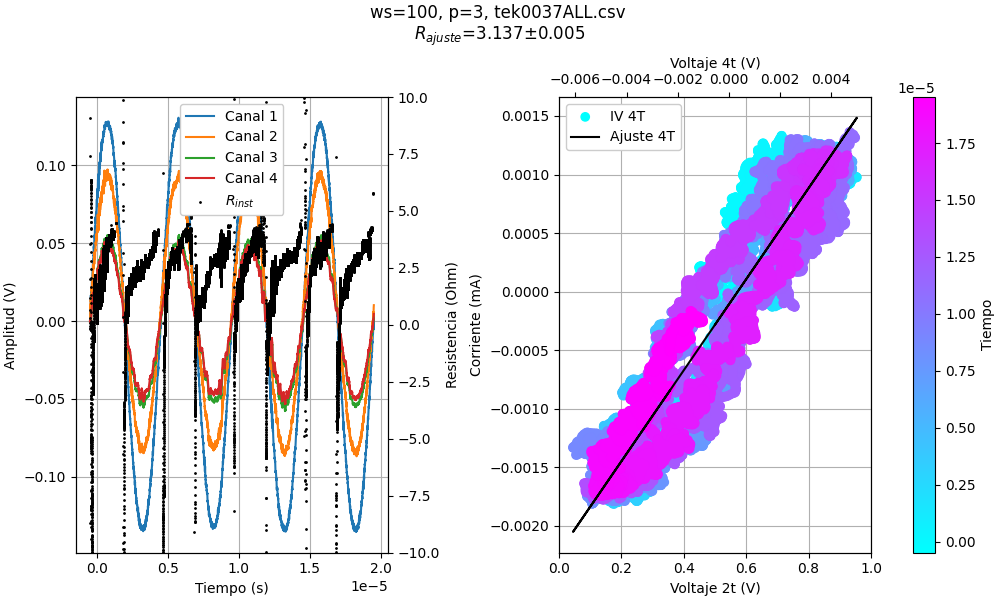 ws=100, p=3, tek0037ALL.csv
R_ajuste=3.137±0.005
Canal 1
Canal 2
Canal 3
Canal 4
R_inst
0.10
0.05
0.00
−0.05
−0.10
Amplitud (V)
0.0
0.5
1.0
1.5
2.0
1e−5
Tiempo (s)
10.0
7.5
5.0
2.5
0.0
−2.5
−5.0
−7.5
−10.0
Resistencia (Ohm)
Voltaje 4t (V)
−0.006
−0.004
−0.002
0.000
0.002
0.004
IV 4T
Ajuste 4T
0.0015
0.0010
0.0005
0.0000
−0.0005
−0.0010
−0.0015
−0.0020
Corriente (mA)
0.0
0.2
0.4
0.6
0.8
1.0
Voltaje 2t (V)
1e−5
1.75
1.50
1.25
1.00
0.75
0.50
0.25
0.00
Tiempo